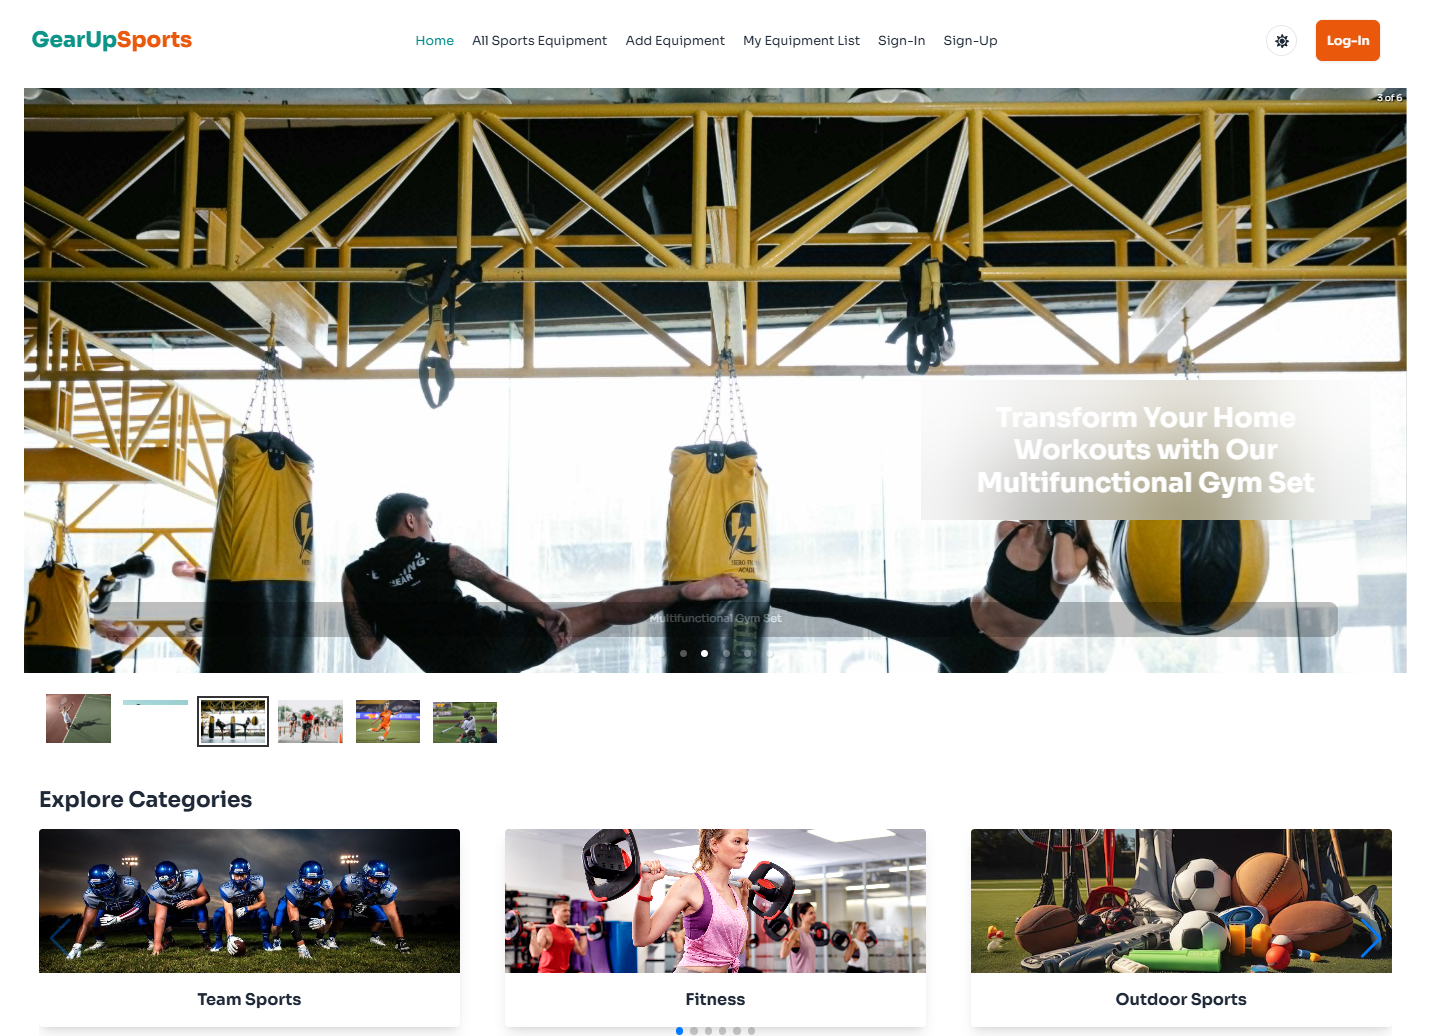 GearUpSports
Home All Sports Equipment Add Equipment My Equipment List Sign-In Sign-Up
Log-In
3 of 6
Transform Your Home
Workouts with Our
Multifunctional Gym Set
Multifunctional Gym Set
Explore Categories
Team Sports
Fitness
Outdoor Sports